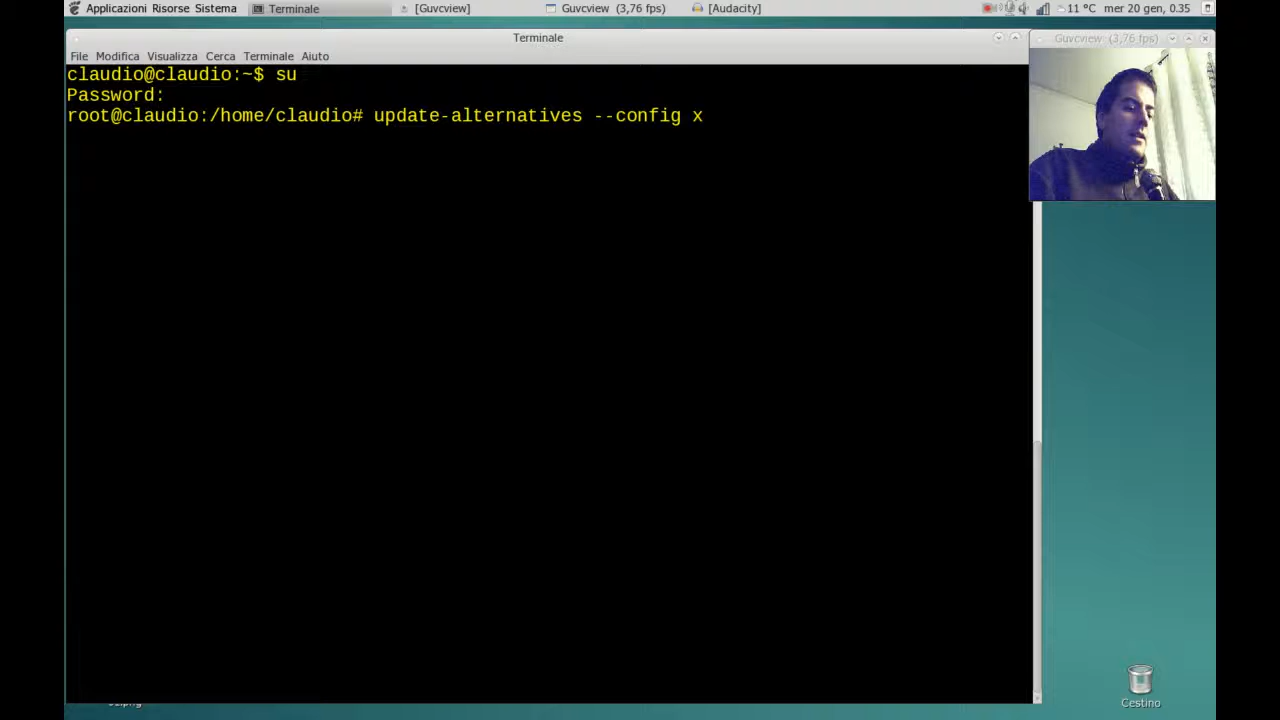 Applicazioni Risorse Sistema Terminale [Guvcview] Guvcview (3,76 fps) [Audacity] 11 °C mer 20 gen, 0.35
Terminale
Guvcview (3,76 fps)
File Modifica Visualizza Cerca Terminale Aiuto
claudio@claudio:~$ su
Password:
root@claudio:/home/claudio# update-alternatives --config x
Cestino